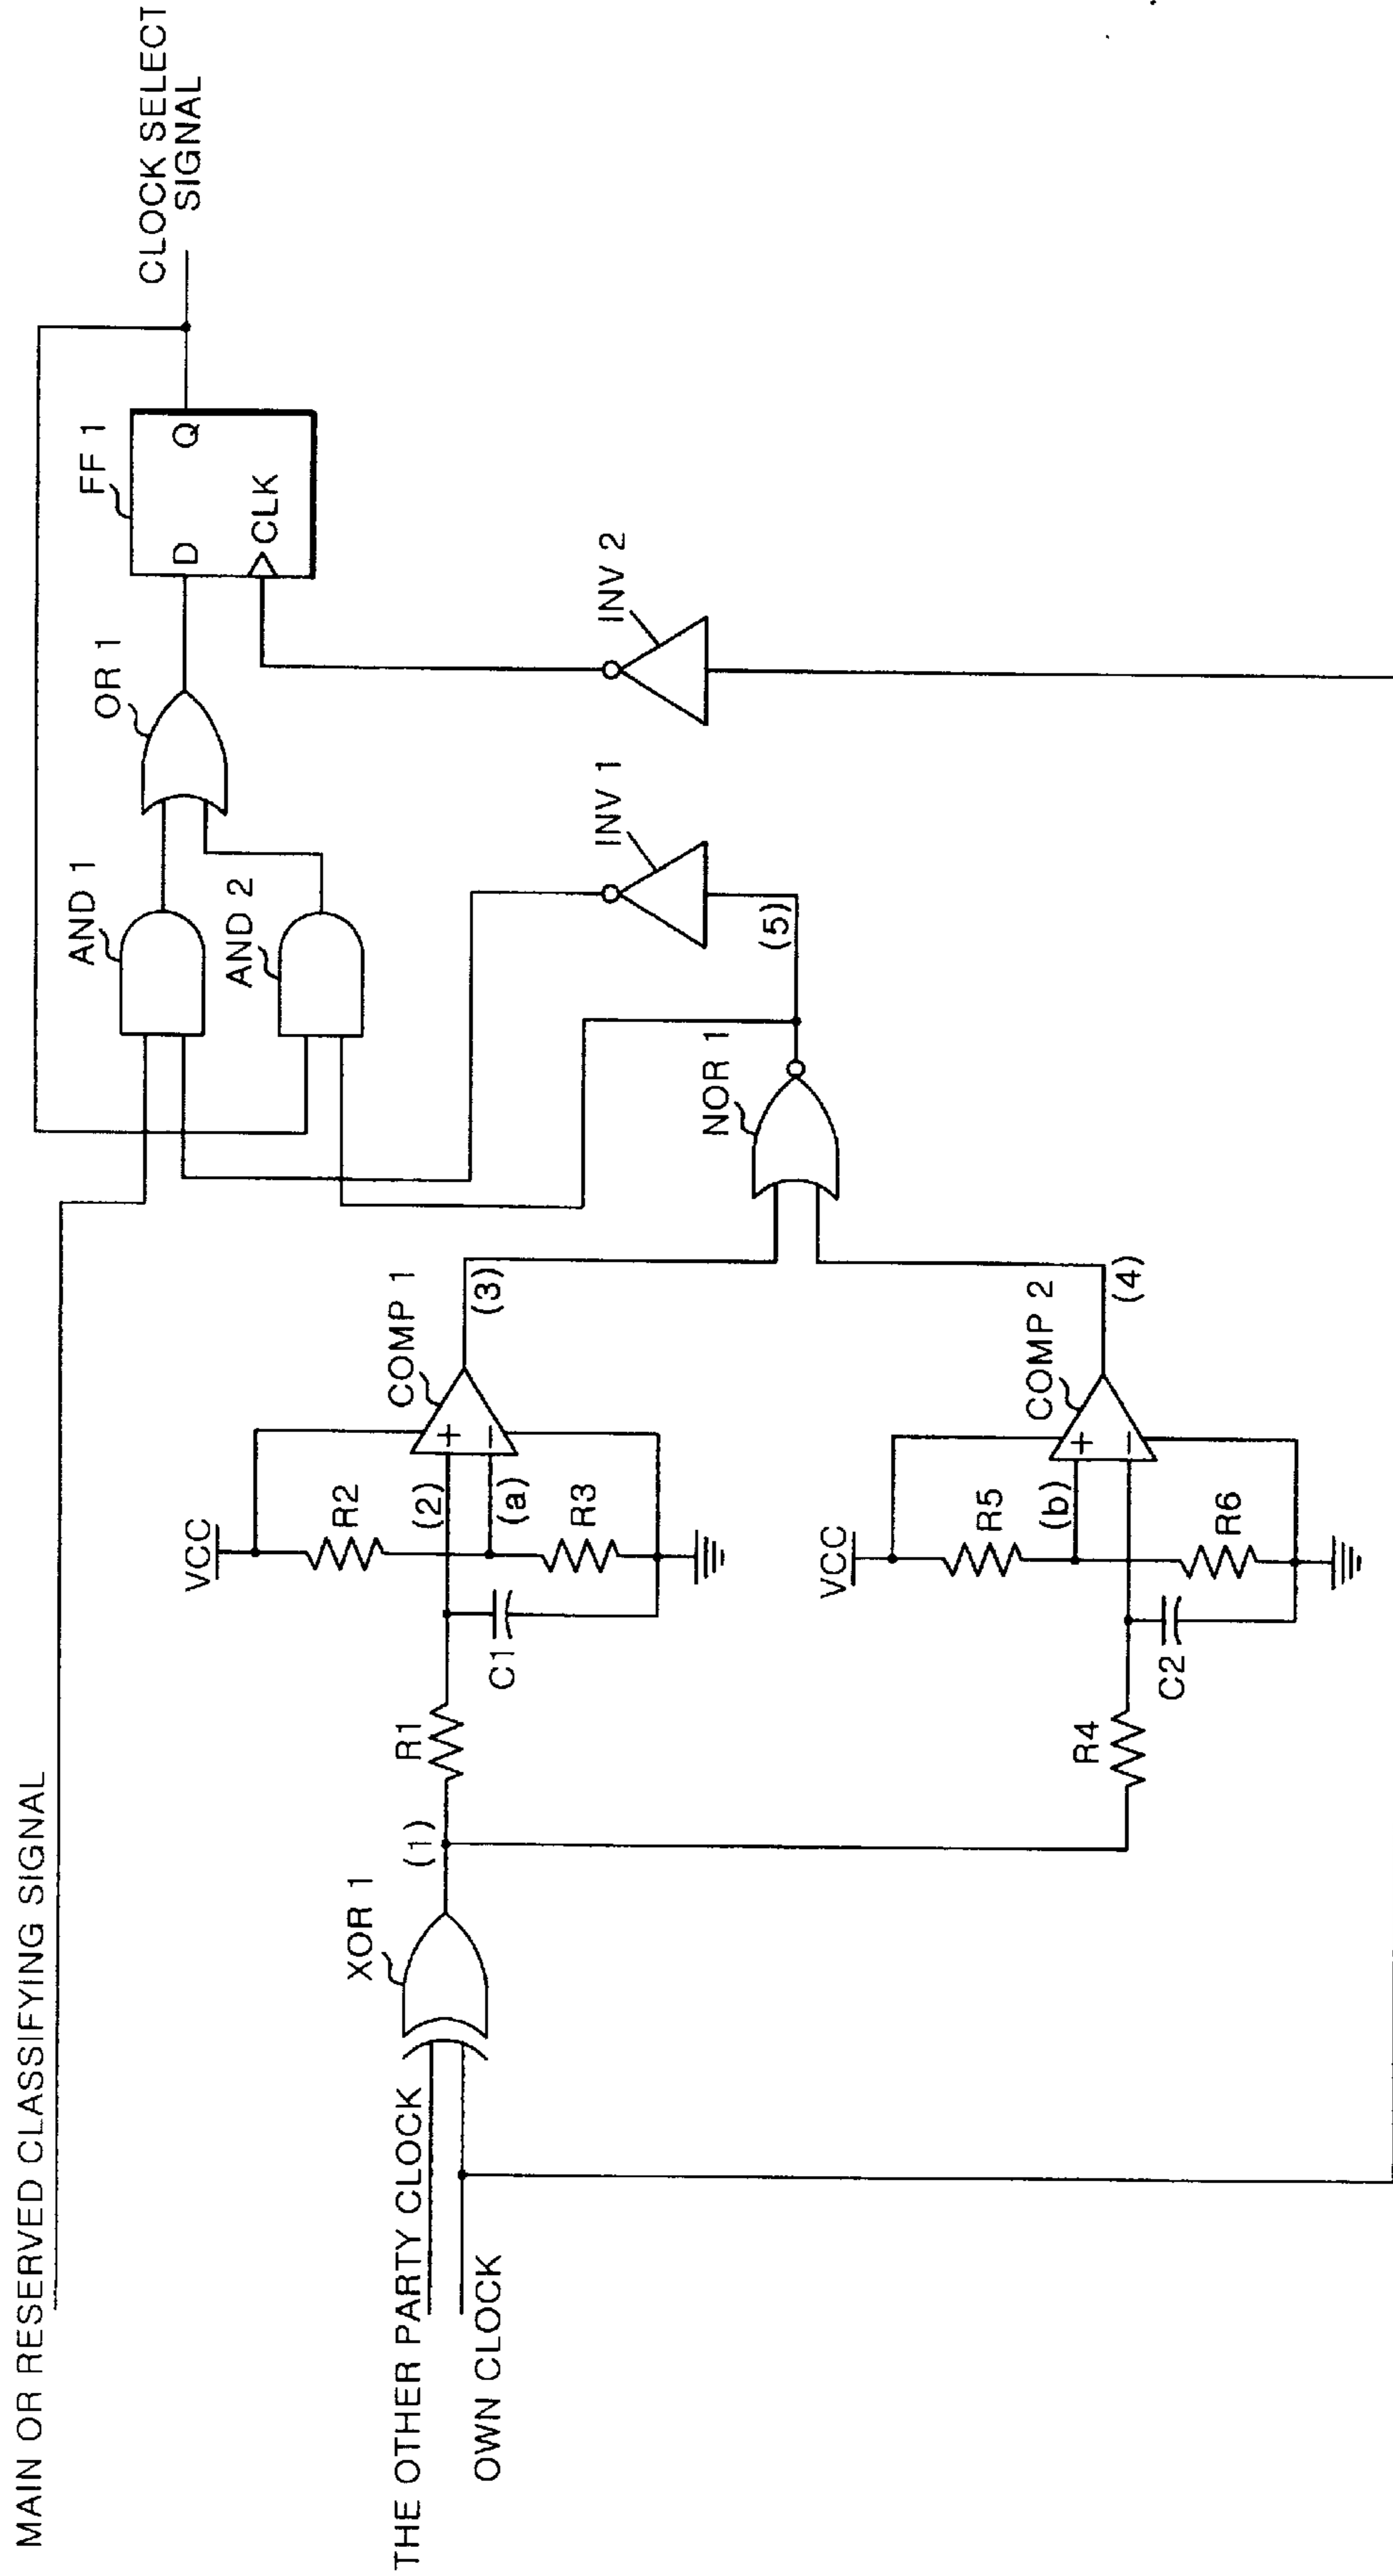 MAIN OR RESERVED CLASSIFYING SIGNAL
THE OTHER PARTY CLOCK
OWN CLOCK
XOR 1
(1)
R1
R4
C1
C2
VCC
R2
(2)
(a)
R3
VCC
R5
(b)
R6
COMP 1
+
−
(3)
COMP 2
+
−
(4)
NOR 1
(5)
AND 1
AND 2
INV 1
INV 2
OR 1
FF 1
D
Q
CLK
CLOCK SELECT
SIGNAL